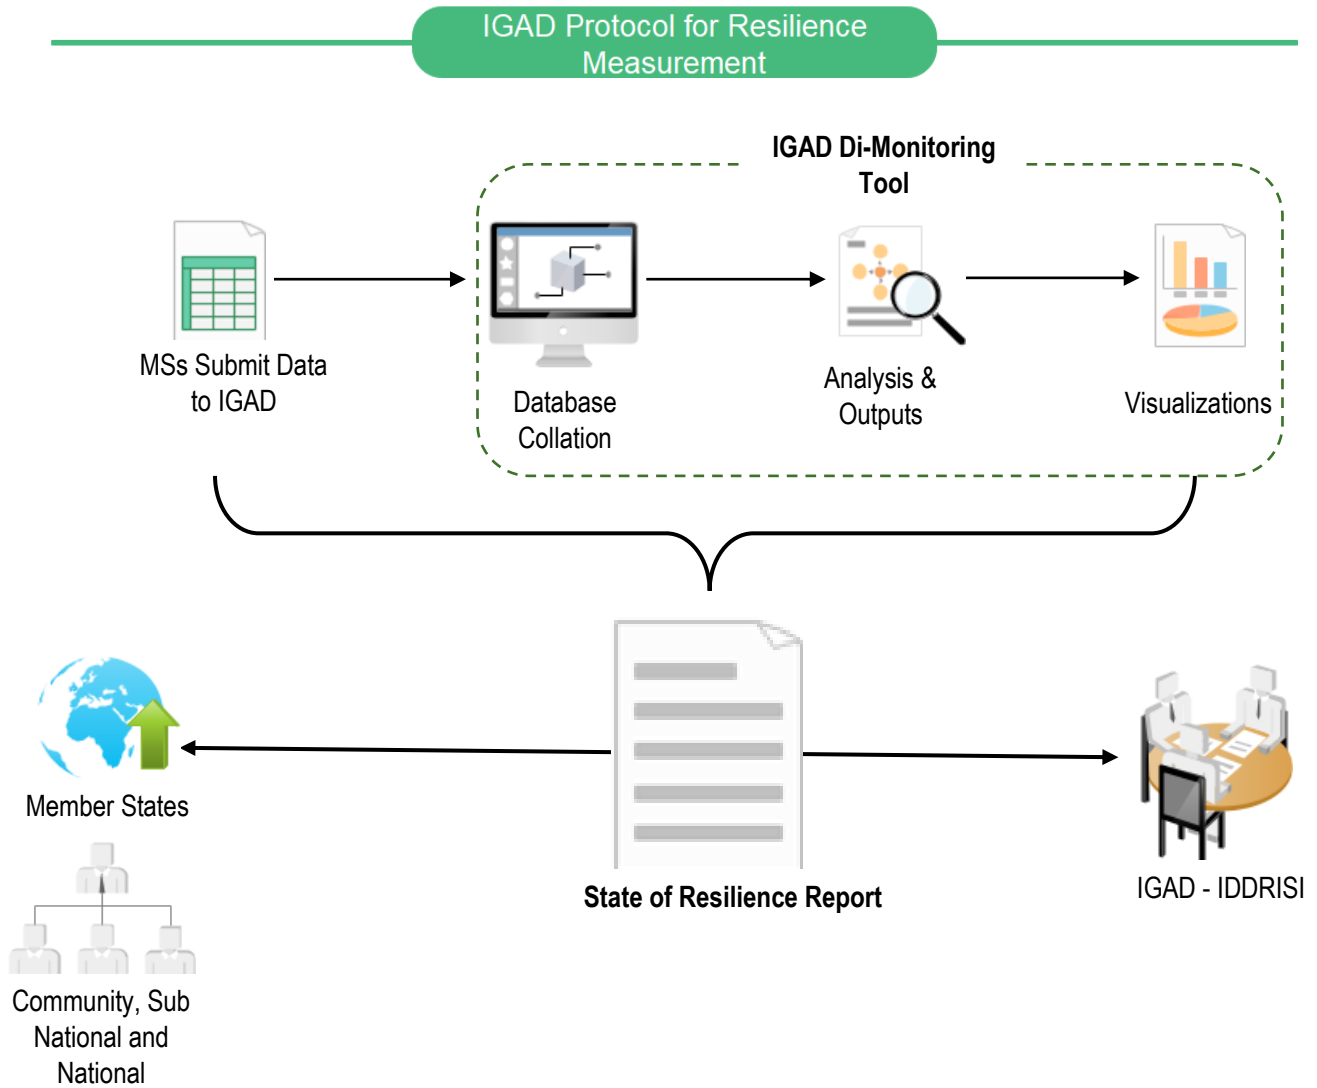 IGAD Protocol for Resilience
Measurement
IGAD Di-Monitoring
Tool
MSs Submit Data
to IGAD
Database
Collation
Analysis &
Outputs
Visualizations
Member States
State of Resilience Report
IGAD - IDDRISI
Community, Sub
National and
National